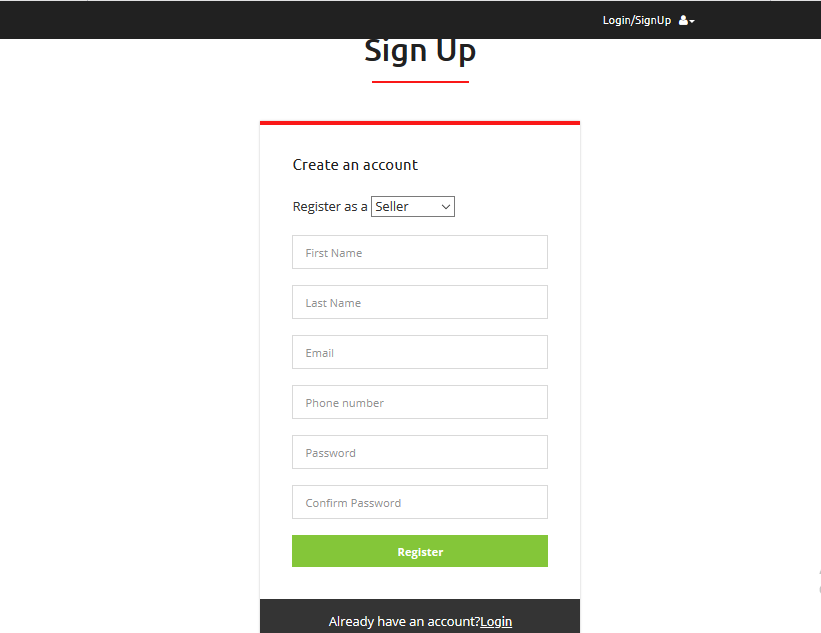 Login/SignUp
Sign Up
Create an account
Register as a Seller
First Name
Last Name
Email
Phone number
Password
Confirm Password
Register
Already have an account?Login